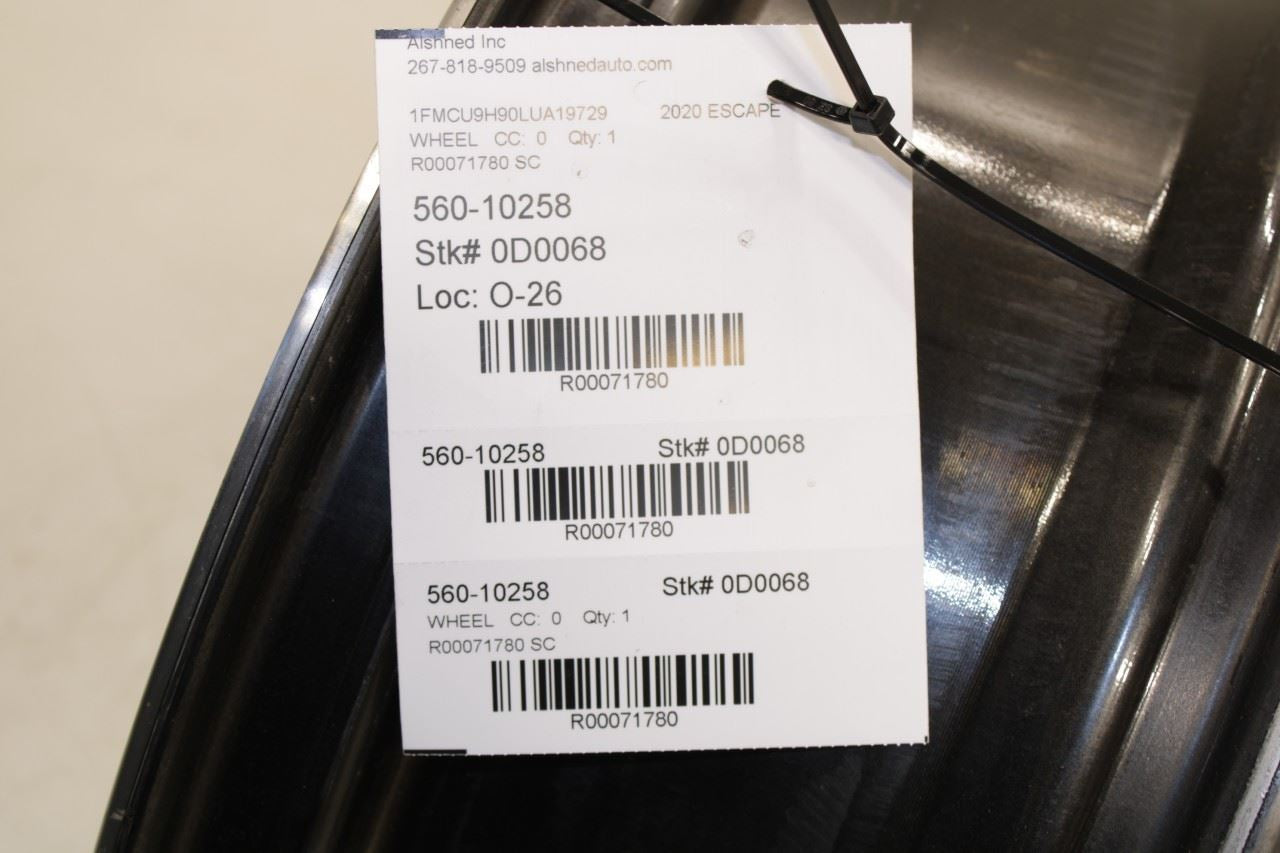 Alshned Inc
267-818-9509 alshnedauto.com
1FMCU9H90LUA19729 2020 ESCAPE
WHEEL CC: 0 Qty: 1
R00071780 SC
560-10258
Stk# 0D0068
Loc: O-26
R00071780
560-10258 Stk# 0D0068
R00071780
560-10258 Stk# 0D0068
WHEEL CC: 0 Qty: 1
R00071780 SC
R00071780